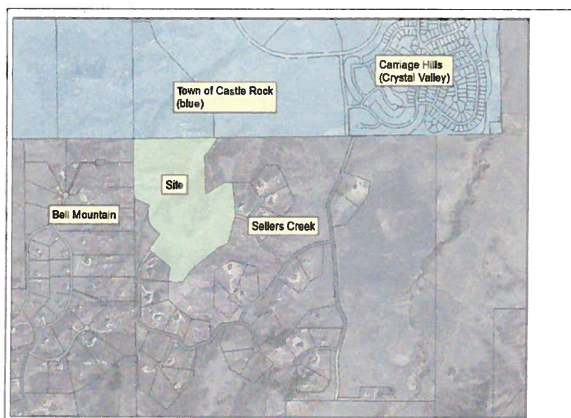 Carriage Hills
(Crystal Valley)
Town of Castle Rock
(blue)
Site
Bell Mountain
Sellers Creek